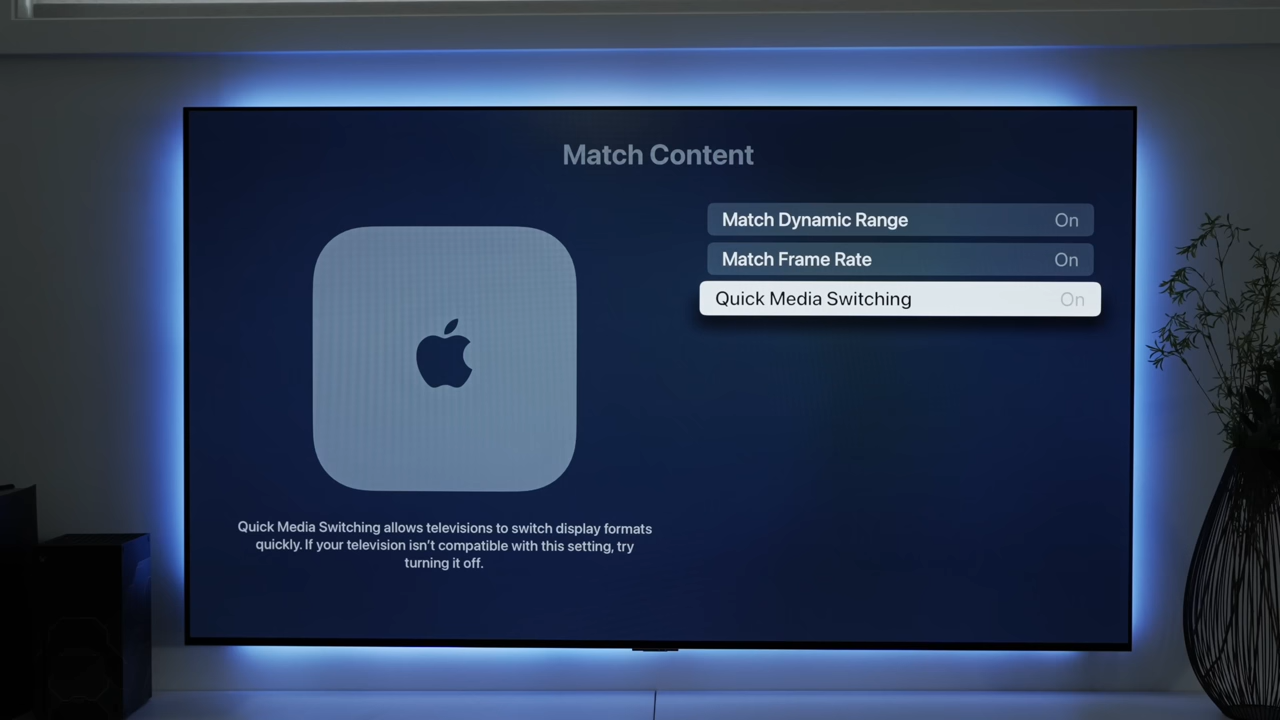 Match Content
Match Dynamic Range On
Match Frame Rate On
Quick Media Switching On
Quick Media Switching allows televisions to switch display formats
quickly. If your television isn't compatible with this setting, try
turning it off.